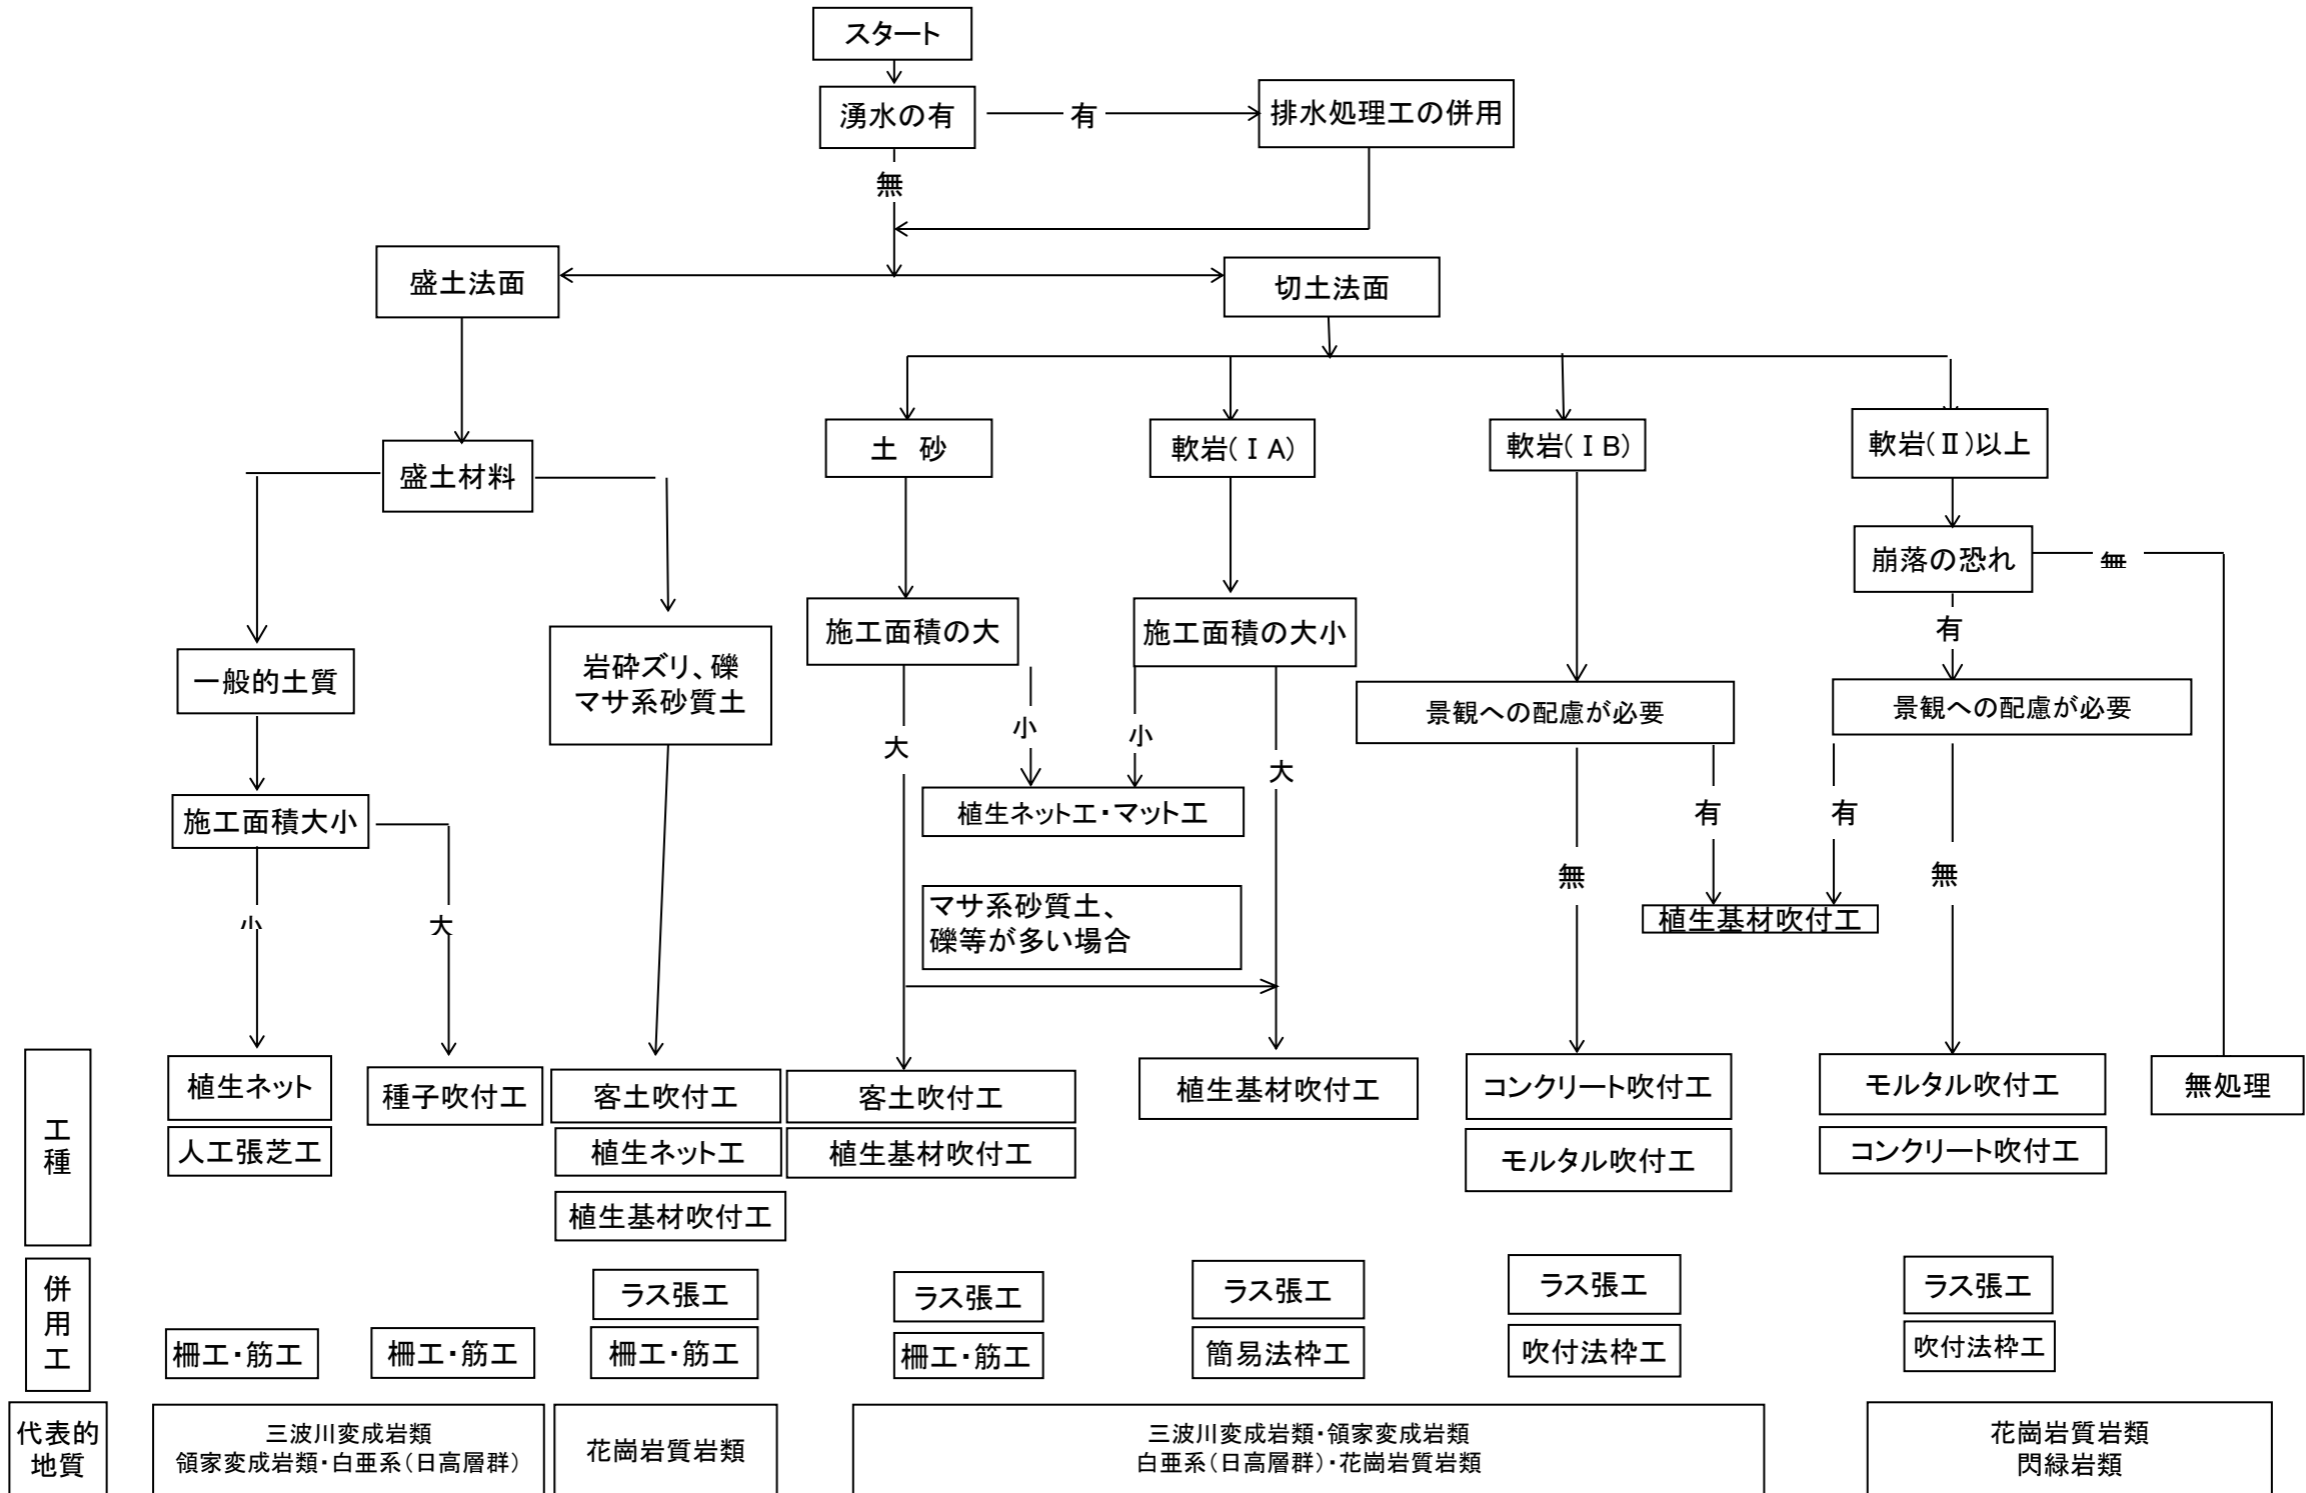 スタート
湧水の有
有
排水処理工の併用
無
盛土法面
切土法面
盛土材料
土 砂
軟岩(ⅠA)
軟岩(ⅠB)
軟岩(Ⅱ)以上
崩落の恐れ
無
有
一般的土質
岩砕ズリ、礫
マサ系砂質土
施工面積の大
施工面積の大小
景観への配慮が必要
景観への配慮が必要
小
小
大
大
植生ネット工・マット工
有
有
無
無
施工面積大小
小
大
マサ系砂質土、
礫等が多い場合
植生基材吹付工
工種
植生ネット
人工張芝工
種子吹付工
客土吹付工
植生ネット工
植生基材吹付工
客土吹付工
植生基材吹付工
植生基材吹付工
コンクリート吹付工
モルタル吹付工
モルタル吹付工
コンクリート吹付工
無処理
併用工
柵工・筋工
柵工・筋工
ラス張工
柵工・筋工
ラス張工
柵工・筋工
ラス張工
簡易法枠工
ラス張工
吹付法枠工
ラス張工
吹付法枠工
代表的
地質
三波川変成岩類
領家変成岩類・白亜系(日高層群)
花崗岩質岩類
三波川変成岩類・領家変成岩類
白亜系(日高層群)・花崗岩質岩類
花崗岩質岩類
閃緑岩類